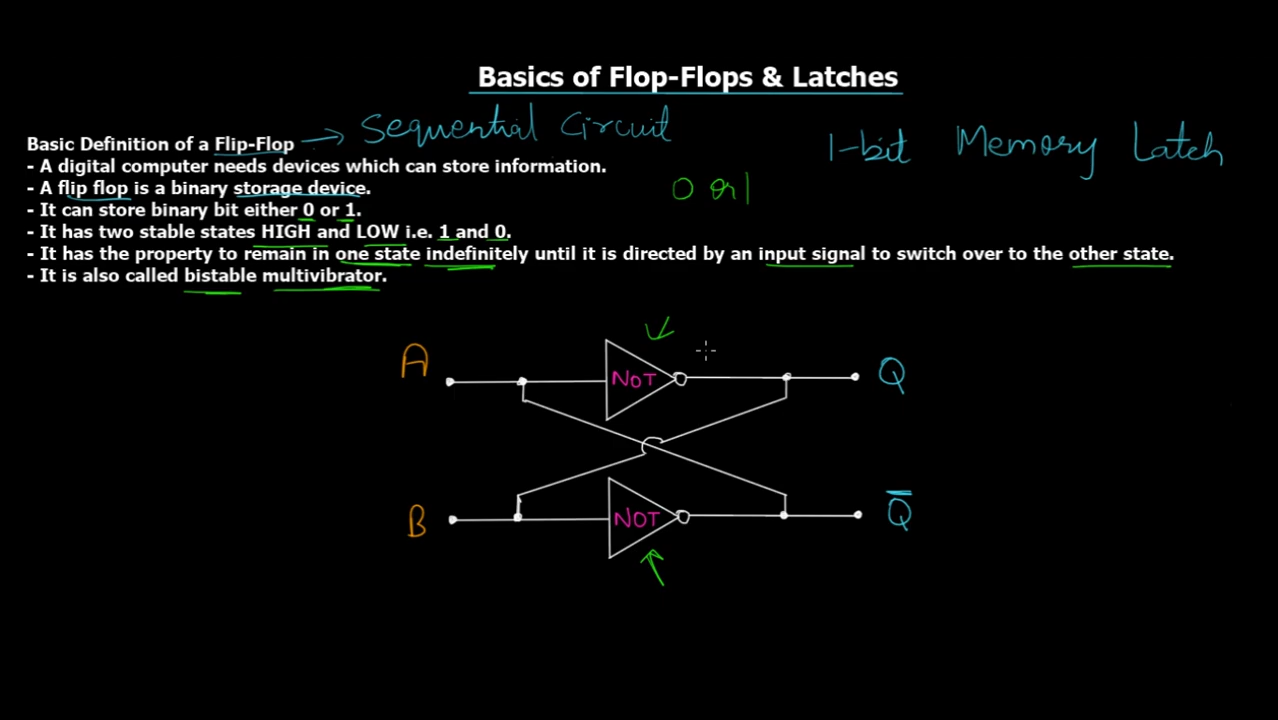 Basics of Flop-Flops & Latches
Basic Definition of a Flip-Flop → Sequential Circuit
1-bit Memory Latch
- A digital computer needs devices which can store information.
- A flip flop is a binary storage device.
0 or 1
- It can store binary bit either 0 or 1.
- It has two stable states HIGH and LOW i.e. 1 and 0.
- It has the property to remain in one state indefinitely until it is directed by an input signal to switch over to the other state.
- It is also called bistable multivibrator.
A
NOT
Q
B
NOT
Q̅